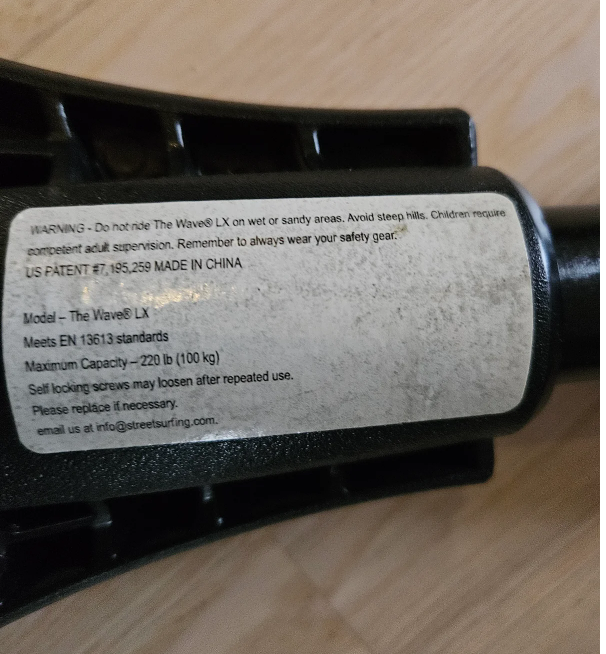 WARNING - Do not ride The Wave® LX on wet or sandy areas. Avoid steep hills. Children require
competent adult supervision. Remember to always wear your safety gear.
US PATENT #7,195,259 MADE IN CHINA
Model – The Wave® LX
Meets EN 13613 standards
Maximum Capacity – 220 lb (100 kg)
Self locking screws may loosen after repeated use.
Please replace if necessary.
email us at info@streetsurfing.com.